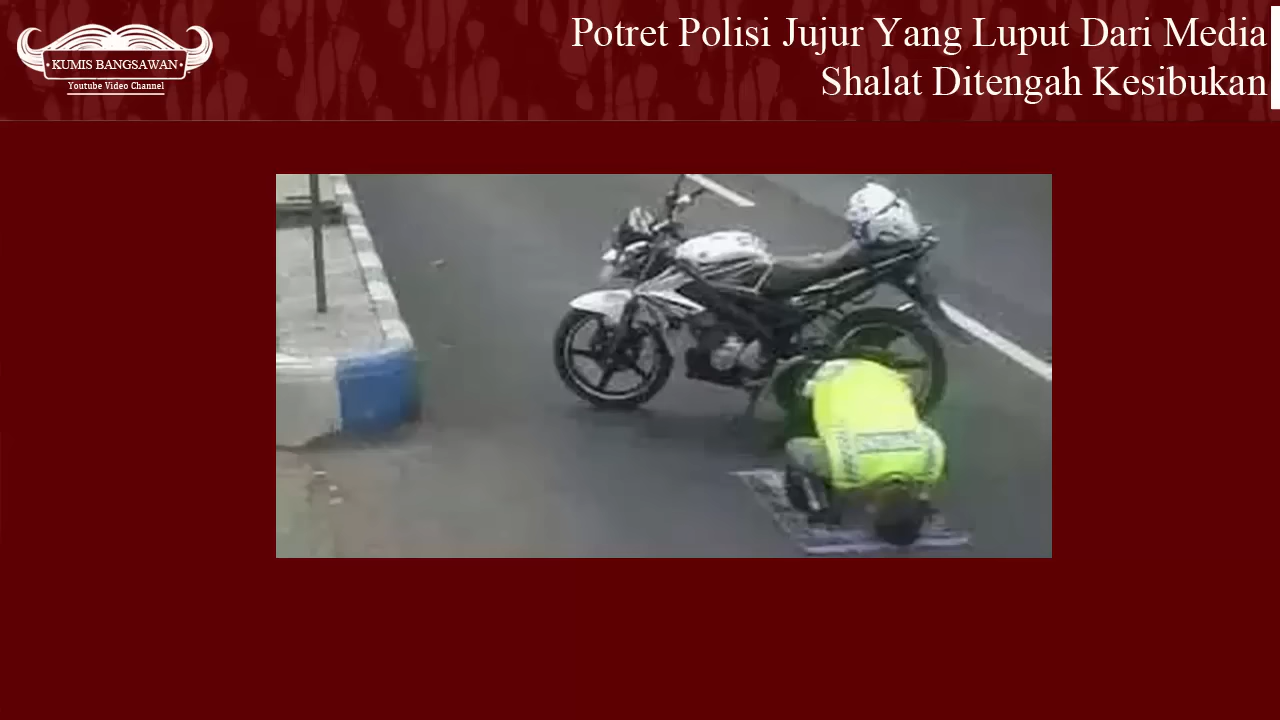 KUMIS BANGSAWAN
Youtube Video Channel
Potret Polisi Jujur Yang Luput Dari Media
Shalat Ditengah Kesibukan